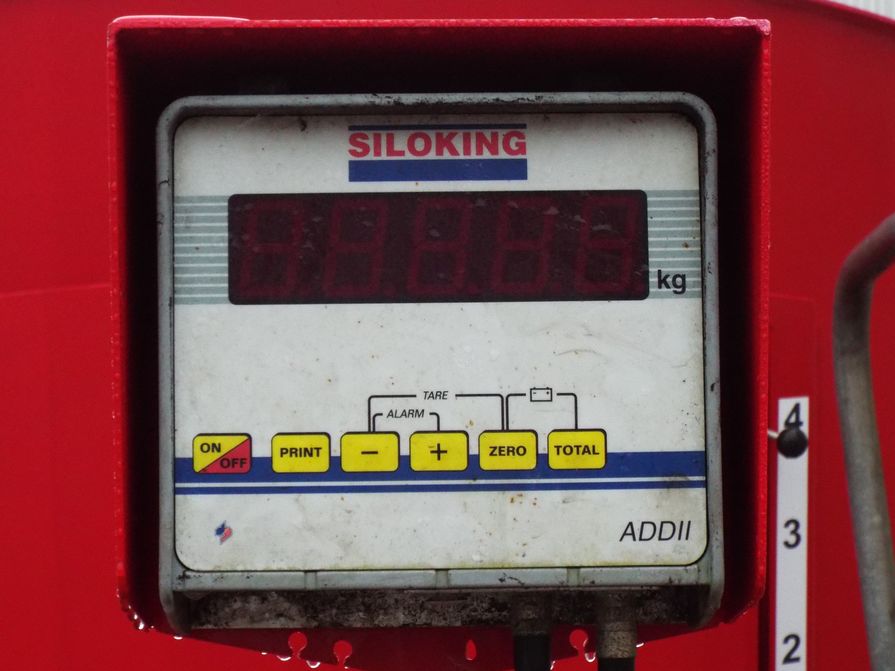 SILOKING
kg
TARE
ALARM
ON
OFF
PRINT
−
+
ZERO
TOTAL
ADDII
4
3
2